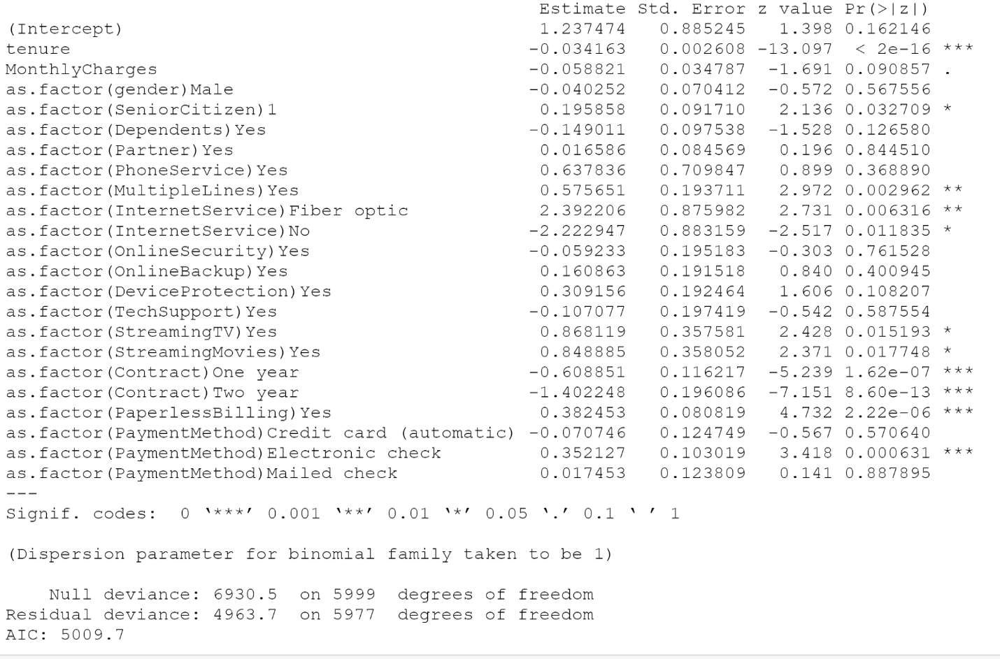 Estimate Std. Error z value Pr(>|z|)
(Intercept) 1.237474 0.885245 1.398 0.162146
tenure -0.034163 0.002608 -13.097 < 2e-16 ***
MonthlyCharges -0.058821 0.034787 -1.691 0.090857 .
as.factor(gender)Male -0.040252 0.070412 -0.572 0.567556
as.factor(SeniorCitizen)1 0.195858 0.091710 2.136 0.032709 *
as.factor(Dependents)Yes -0.149011 0.097538 -1.528 0.126580
as.factor(Partner)Yes 0.016586 0.084569 0.196 0.844510
as.factor(PhoneService)Yes 0.637836 0.709847 0.899 0.368890
as.factor(MultipleLines)Yes 0.575651 0.193711 2.972 0.002962 **
as.factor(InternetService)Fiber optic 2.392206 0.875982 2.731 0.006316 **
as.factor(InternetService)No -2.222947 0.883159 -2.517 0.011835 *
as.factor(OnlineSecurity)Yes -0.059233 0.195183 -0.303 0.761528
as.factor(OnlineBackup)Yes 0.160863 0.191518 0.840 0.400945
as.factor(DeviceProtection)Yes 0.309156 0.192464 1.606 0.108207
as.factor(TechSupport)Yes -0.107077 0.197419 -0.542 0.587554
as.factor(StreamingTV)Yes 0.868119 0.357581 2.428 0.015193 *
as.factor(StreamingMovies)Yes 0.848885 0.358052 2.371 0.017748 *
as.factor(Contract)One year -0.608851 0.116217 -5.239 1.62e-07 ***
as.factor(Contract)Two year -1.402248 0.196086 -7.151 8.60e-13 ***
as.factor(PaperlessBilling)Yes 0.382453 0.080819 4.732 2.22e-06 ***
as.factor(PaymentMethod)Credit card (automatic) -0.070746 0.124749 -0.567 0.570640
as.factor(PaymentMethod)Electronic check 0.352127 0.103019 3.418 0.000631 ***
as.factor(PaymentMethod)Mailed check 0.017453 0.123809 0.141 0.887895
---
Signif. codes: 0 ‘***’ 0.001 ‘**’ 0.01 ‘*’ 0.05 ‘.’ 0.1 ‘ ’ 1
(Dispersion parameter for binomial family taken to be 1)
Null deviance: 6930.5 on 5999 degrees of freedom
Residual deviance: 4963.7 on 5977 degrees of freedom
AIC: 5009.7